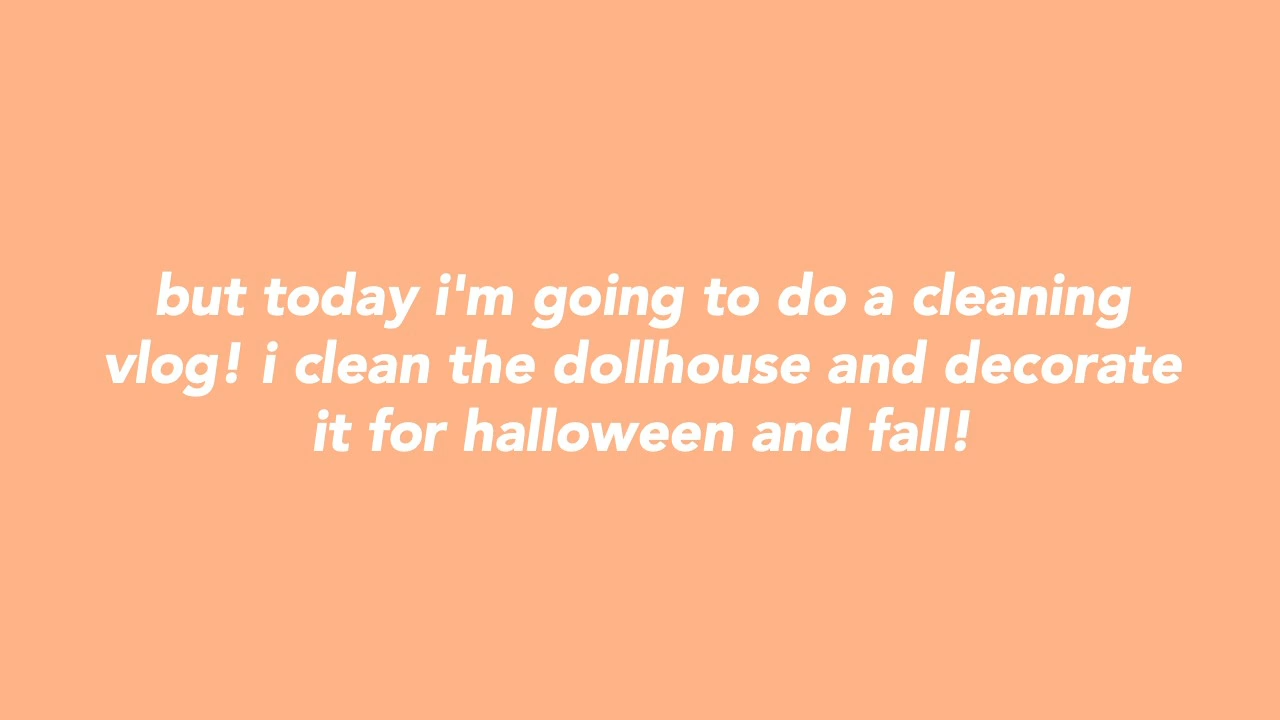 but today i'm going to do a cleaning
vlog! i clean the dollhouse and decorate
it for halloween and fall!